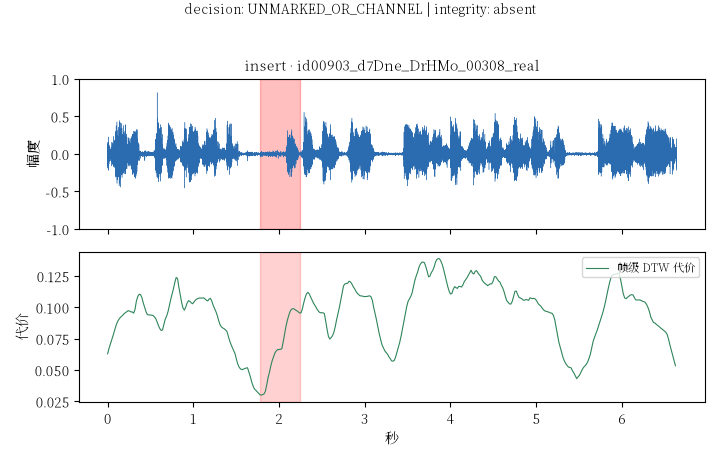 decision: UNMARKED_OR_CHANNEL | integrity: absent
insert · id00903_d7Dne_DrHMo_00308_real
1.0
0.5
0.0
-0.5
-1.0
幅度
0.125
0.100
0.075
0.050
0.025
代价
帧级 DTW 代价
0 1 2 3 4 5 6
秒